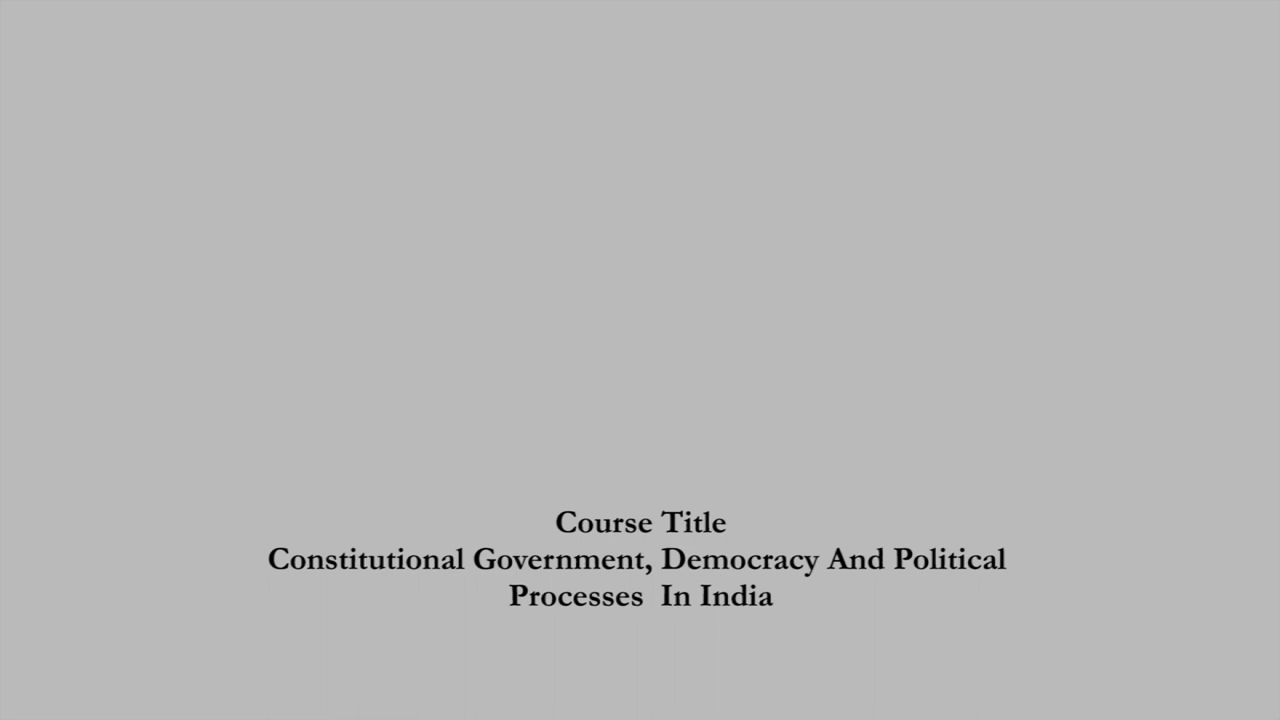 Course Title
Constitutional Government, Democracy And Political
Processes  In India